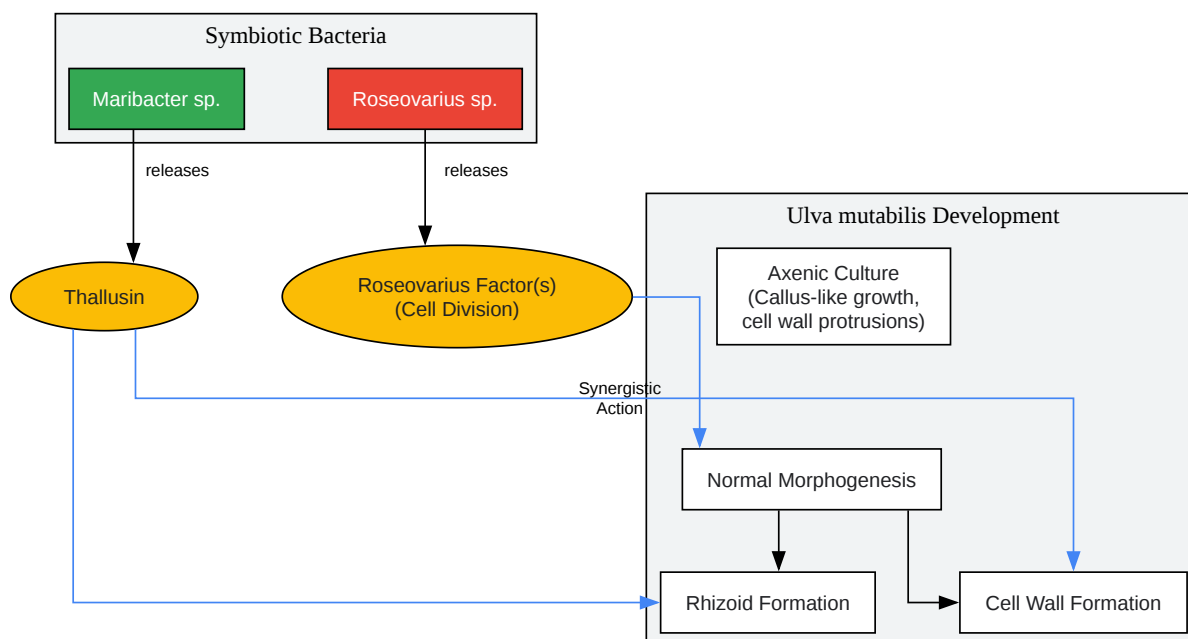 Symbiotic Bacteria
Maribacter sp.
Roseovarius sp.
releases
releases
Ulva mutabilis Development
Thallusin
Roseovarius Factor(s)
(Cell Division)
Axenic Culture
(Callus-like growth,
cell wall protrusions)
Synergistic
Action
Normal Morphogenesis
Rhizoid Formation
Cell Wall Formation